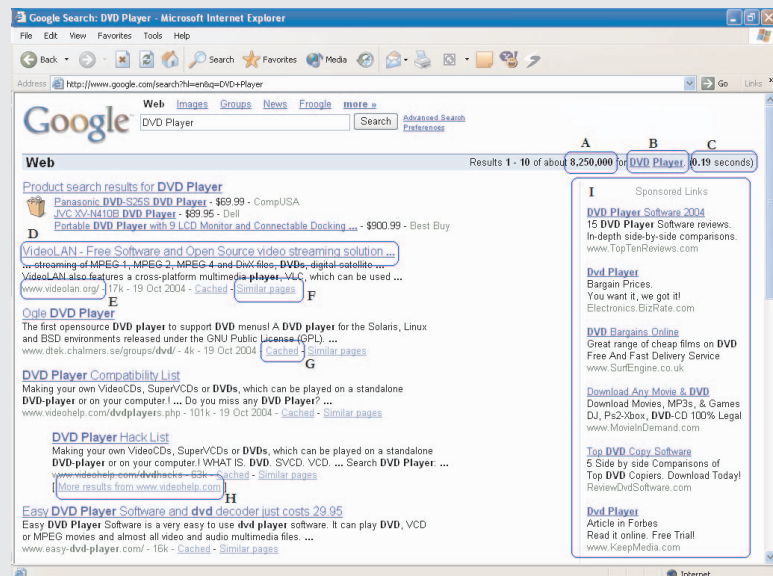 Google Search: DVD Player - Microsoft Internet Explorer
File Edit View Favorites Tools Help
Back Search Favorites Media
Address http://www.google.com/search?hl=en&q=DVD+Player Go Links
Google
Web Images Groups News Froogle more »
DVD Player Search Advanced Search
Preferences
A B C
Web Results 1 - 10 of about 8,250,000 for DVD Player. (0.19 seconds)
Product search results for DVD Player
Panasonic DVD-S25S DVD Player - $69.99 - CompUSA
JVC XV-N410B DVD Player - $89.95 - Dell
Portable DVD Player with 9 LCD Monitor and Connectable Docking ... - $900.99 - Best Buy
D
VideoLAN - Free Software and Open Source video streaming solution ...
... streaming of MPEG 1, MPEG 2, MPEG 4 and DivX files, DVDs, digital satellite ...
VideoLAN also features a cross-platform multimedia player, VLC, which can be used ...
www.videolan.org/ - 17k - 19 Oct 2004 - Cached - Similar pages
E F
Ogle DVD Player
The first opensource DVD player to support DVD menus! A DVD player for the Solaris, Linux
and BSD environments released under the GNU Public License (GPL). ...
www.dtek.chalmers.se/groups/dvd/ - 4k - 19 Oct 2004 - Cached - Similar pages
G
DVD Player Compatibility List
Making your own VideoCDs, SuperVCDs or DVDs, which can be played on a standalone
DVD-player or on your computer.! ... Do you miss any DVD Player? ...
www.videohelp.com/dvdplayers.php - 101k - 19 Oct 2004 - Cached - Similar pages
DVD Player Hack List
Making your own VideoCDs, SuperVCDs or DVDs, which can be played on a standalone
DVD-player or on your computer.! WHAT IS. DVD. SVCD. VCD. ... Search DVD Player: ...
www.videohelp.com/dvdhacks - 63k - Cached - Similar pages
[ More results from www.videohelp.com ]
H
Easy DVD Player Software and dvd decoder just costs 29.95
Easy DVD Player Software is a very easy to use dvd player software. It can play DVD, VCD
or MPEG movies and almost all video and audio multimedia files. ...
www.easy-dvd-player.com/ - 16k - Cached - Similar pages
I Sponsored Links
DVD Player Software 2004
15 DVD Player Software reviews.
In-depth side-by-side comparisons.
www.TopTenReviews.com
Dvd Player
Bargain Prices.
You want it, we got it!
Electronics.BizRate.com
DVD Bargains Online
Great range of cheap films on DVD
Free And Fast Delivery Service
www.SurfEngine.co.uk
Download Any Movie & DVD
Download Movies, MP3s, & Games
DJ, Ps2-Xbox, DVD-CD 100% Legal
www.MovieInDemand.com
Top DVD Copy Software
5 Side by side Comparisons of
Top DVD Copiers. Download Today!
ReviewDvdSoftware.com
Dvd Player
Article in Forbes
Read it online. Free Trial!
www.KeepMedia.com
Internet